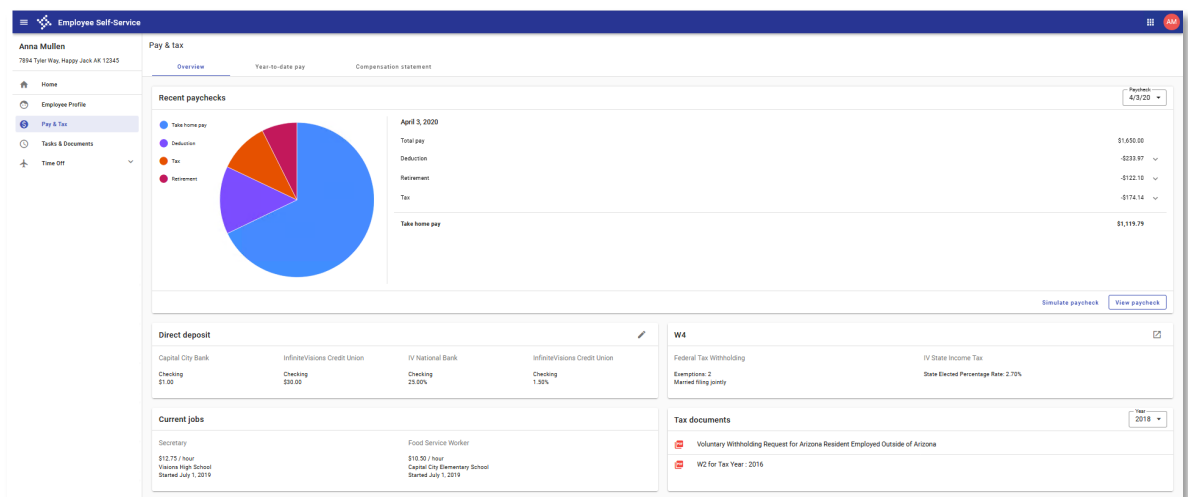 Employee Self-Service
AM
Anna Mullen
7894 Tyler Way, Happy Jack AK 12345
Home
Employee Profile
Pay & Tax
Tasks & Documents
Time Off
Pay & tax
Overview
Year-to-date pay
Compensation statement
Recent paychecks
Paycheck
4/3/20
Take home pay
Deduction
Tax
Retirement
April 3, 2020
Total pay $1,650.00
Deduction -$233.97
Retirement -$122.10
Tax -$174.14
Take home pay $1,119.79
Simulate paycheck
View paycheck
Direct deposit
Capital City Bank
Checking
$1.00
InfiniteVisions Credit Union
Checking
$30.00
IV National Bank
Checking
25.00%
InfiniteVisions Credit Union
Checking
1.50%
W4
Federal Tax Withholding
Exemptions: 2
Married filing jointly
IV State Income Tax
State Elected Percentage Rate: 2.70%
Current jobs
Secretary
$12.75 / hour
Visions High School
Started July 1, 2019
Food Service Worker
$10.50 / hour
Capital City Elementary School
Started July 1, 2019
Tax documents
Year
2018
Voluntary Withholding Request for Arizona Resident Employed Outside of Arizona
W2 for Tax Year : 2016